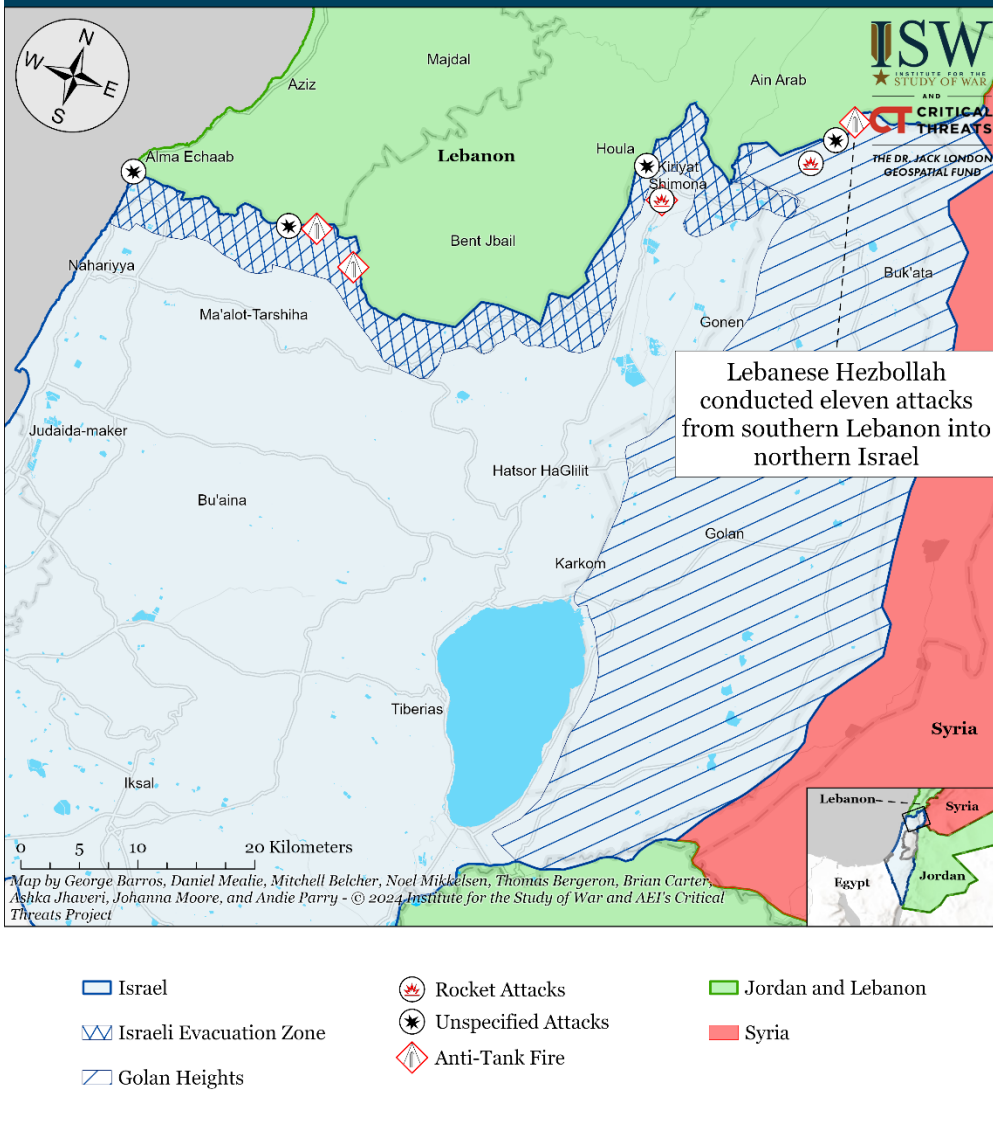 N
W
E
S
ISW
INSTITUTE FOR THE
STUDY OF WAR
AND
CT CRITICAL
THREATS
THE DR. JACK LONDON
GEOSPATIAL FUND
Majdal
Aziz
Ain Arab
Alma Echaab
Lebanon
Houla
Kiriyat
Shimona
Bent Jbail
Nahariyya
Buk'ata
Ma'alot-Tarshiha
Gonen
Lebanese Hezbollah
conducted eleven attacks
from southern Lebanon into
northern Israel
Judaida-maker
Hatsor HaGlilit
Bu'aina
Golan
Karkom
Tiberias
Syria
Iksal
Lebanon
Syria
Egypt
Jordan
0 5 10 20 Kilometers
Map by George Barros, Daniel Mealie, Mitchell Belcher, Noel Mikkelsen, Thomas Bergeron, Brian Carter,
Ashka Jhaveri, Johanna Moore, and Andie Parry - © 2024 Institute for the Study of War and AEI's Critical
Threats Project
Israel
Israeli Evacuation Zone
Golan Heights
Rocket Attacks
Unspecified Attacks
Anti-Tank Fire
Jordan and Lebanon
Syria